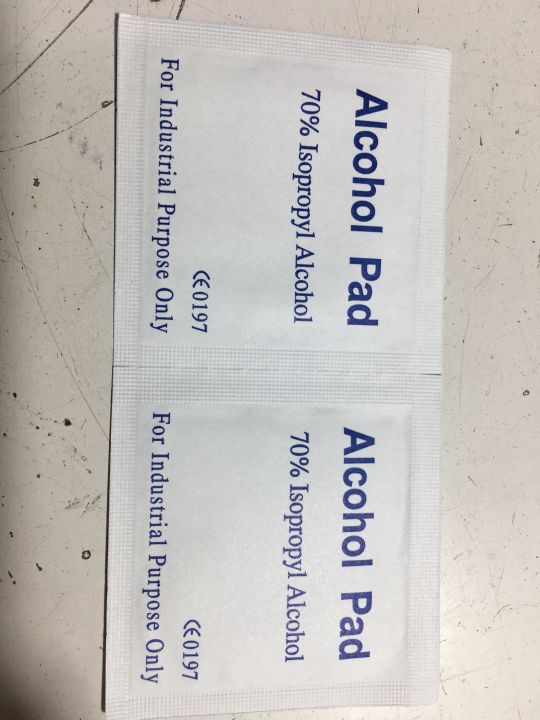 Alcohol Pad
70% Isopropyl Alcohol
CE0197
For Industrial Purpose Only
Alcohol Pad
70% Isopropyl Alcohol
CE0197
For Industrial Purpose Only